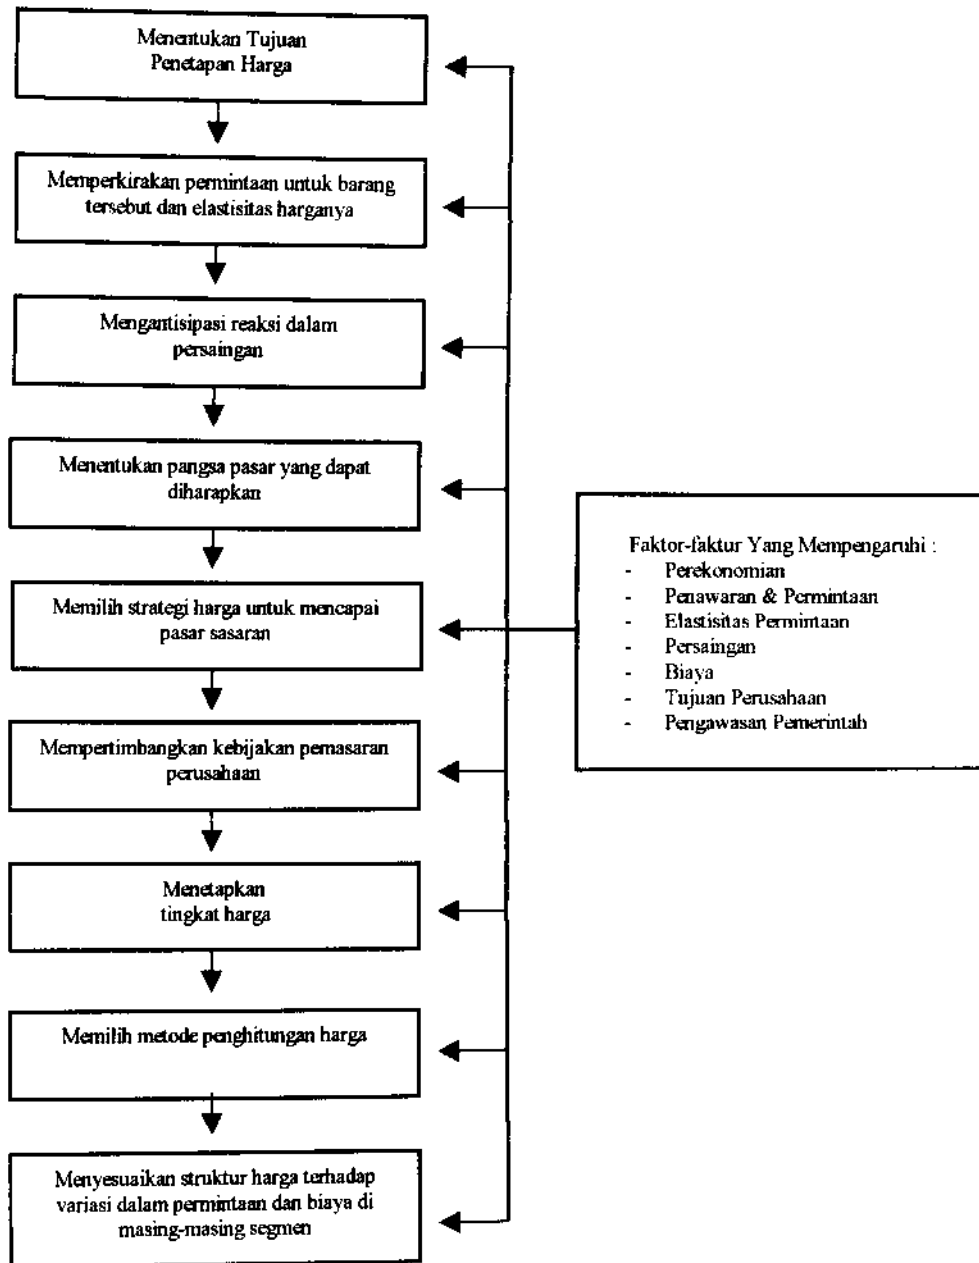 Menentukan Tujuan
Penetapan Harga
Memperkirakan permintaan untuk barang
tersebut dan elastisitas harganya
Mengantisipasi reaksi dalam
persaingan
Menentukan pangsa pasar yang dapat
diharapkan
Memilih strategi harga untuk mencapai
pasar sasaran
Mempertimbangkan kebijakan pemasaran
perusahaan
Menetapkan
tingkat harga
Memilih metode penghitungan harga
Menyesuaikan struktur harga terhadap
variasi dalam permintaan dan biaya di
masing-masing segmen
Faktor-faktur Yang Mempengaruhi :
- Perekonomian
- Penawaran & Permintaan
- Elastisitas Permintaan
- Persaingan
- Biaya
- Tujuan Perusahaan
- Pengawasan Pemerintah